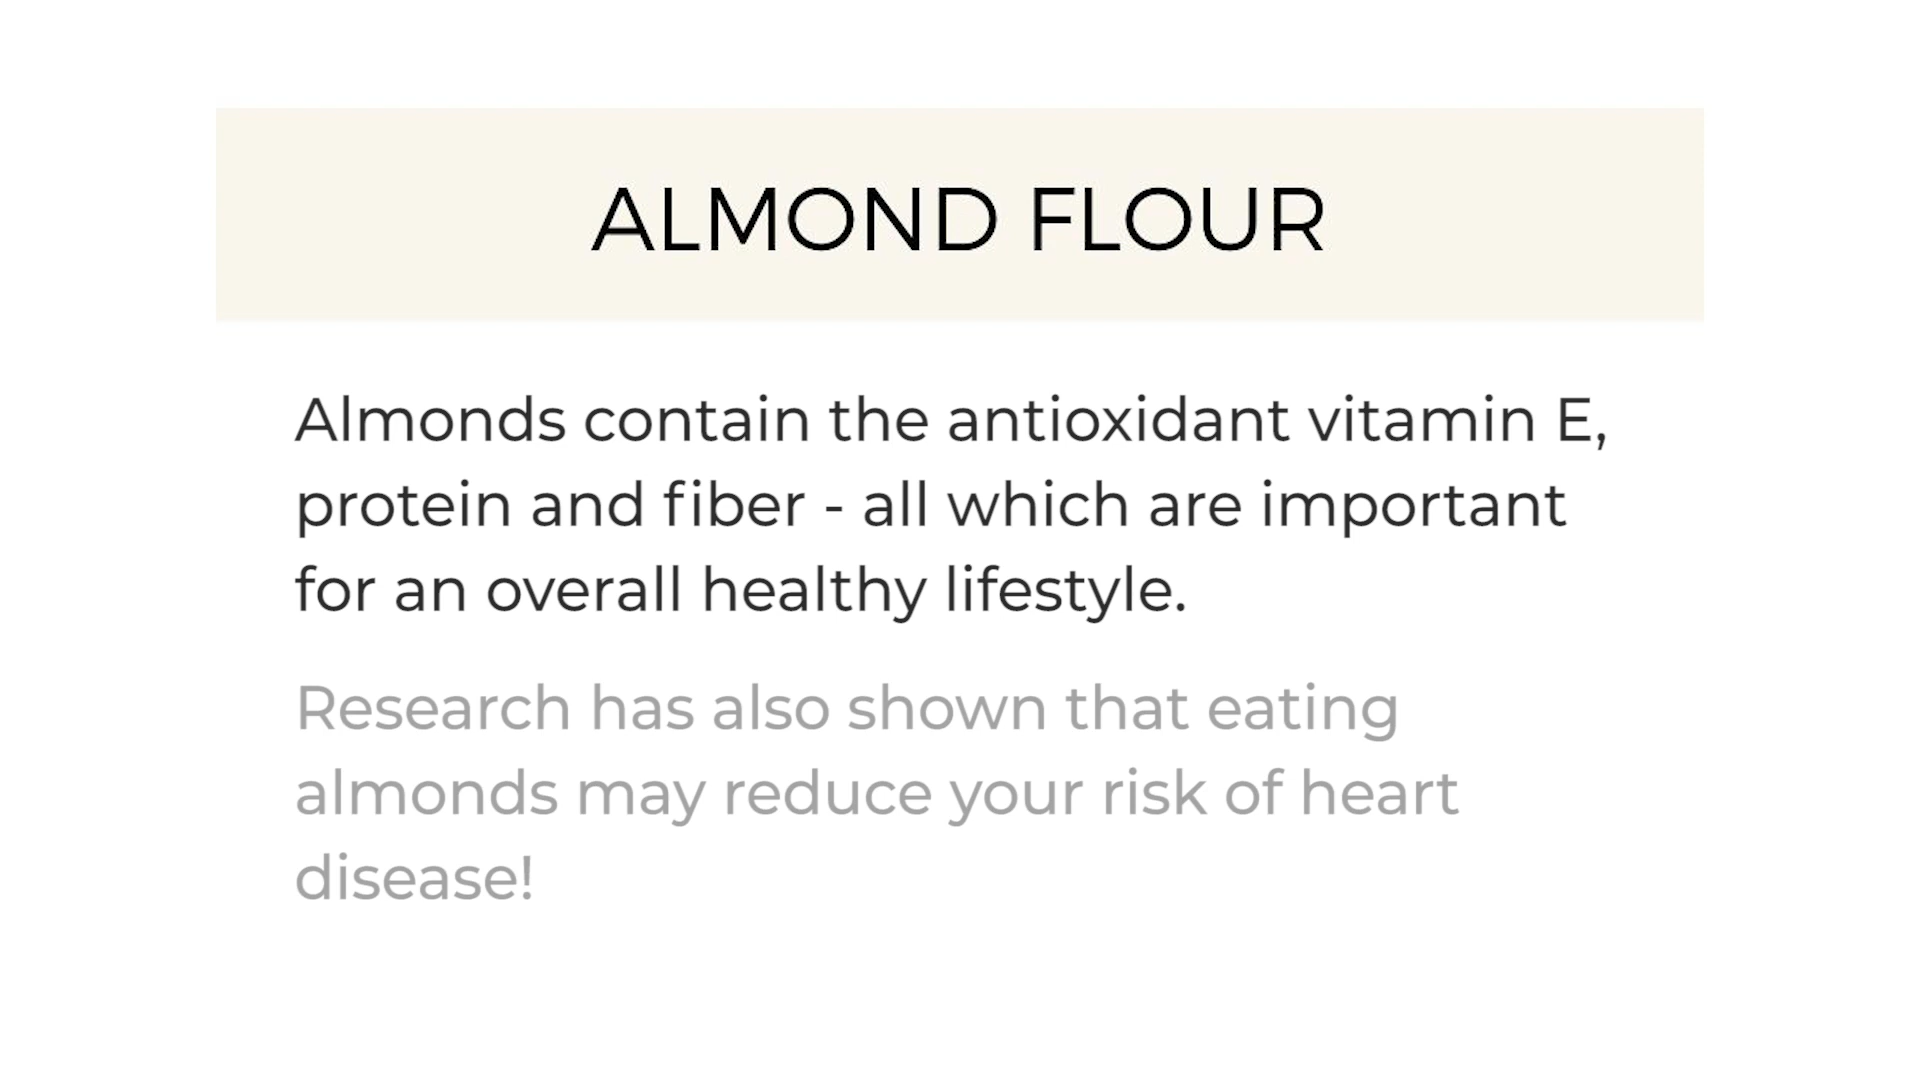 ALMOND FLOUR
Almonds contain the antioxidant vitamin E,
protein and fiber - all which are important
for an overall healthy lifestyle.
Research has also shown that eating
almonds may reduce your risk of heart
disease!